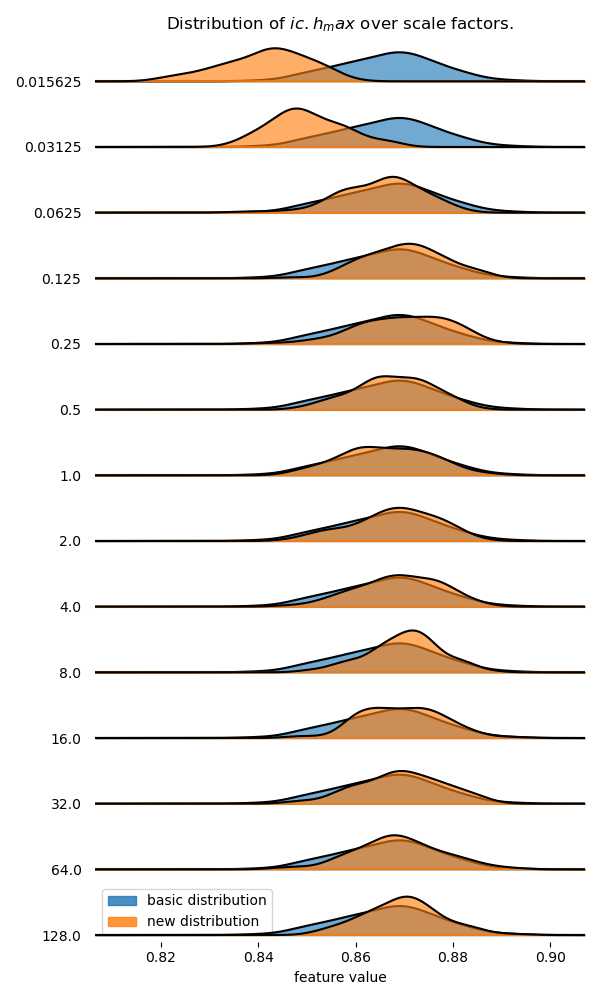 Distribution of ic. hₘax over scale factors.
0.015625
0.03125
0.0625
0.125
0.25
0.5
1.0
2.0
4.0
8.0
16.0
32.0
64.0
128.0
basic distribution
new distribution
0.82 0.84 0.86 0.88 0.90
feature value